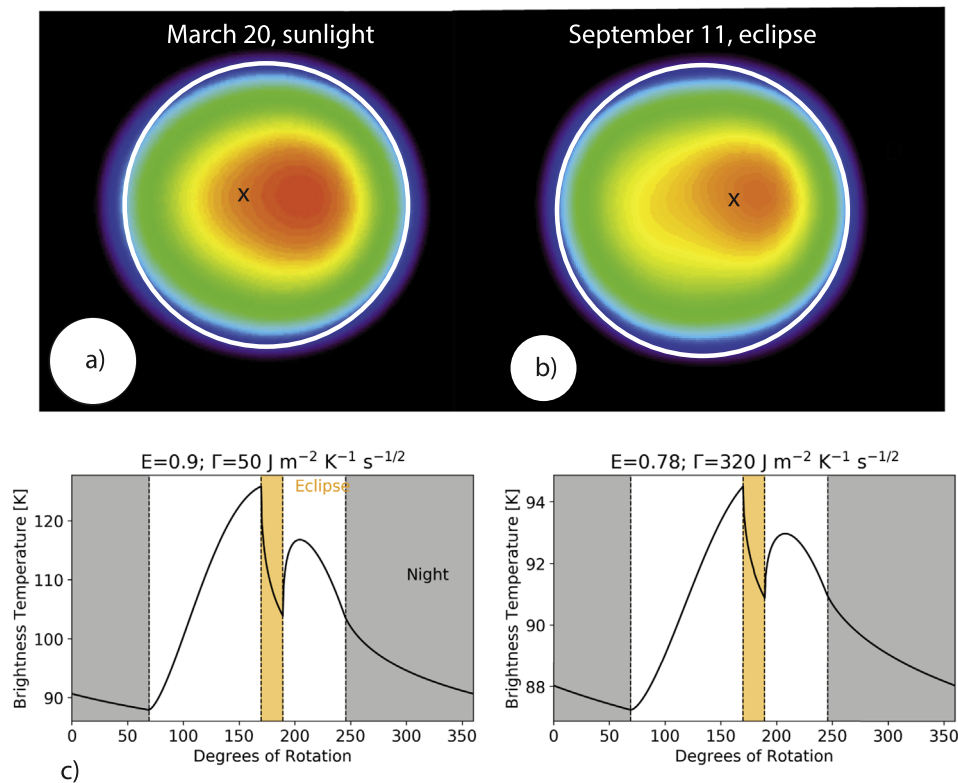 March 20, sunlight
September 11, eclipse
x
x
a)
b)
E=0.9; Γ=50 J m⁻² K⁻¹ s⁻¹/²
E=0.78; Γ=320 J m⁻² K⁻¹ s⁻¹/²
Eclipse
Night
Brightness Temperature [K]
120
110
100
90
0 50 100 150 200 250 300 350
Degrees of Rotation
Brightness Temperature [K]
94
92
90
88
0 50 100 150 200 250 300 350
Degrees of Rotation
c)